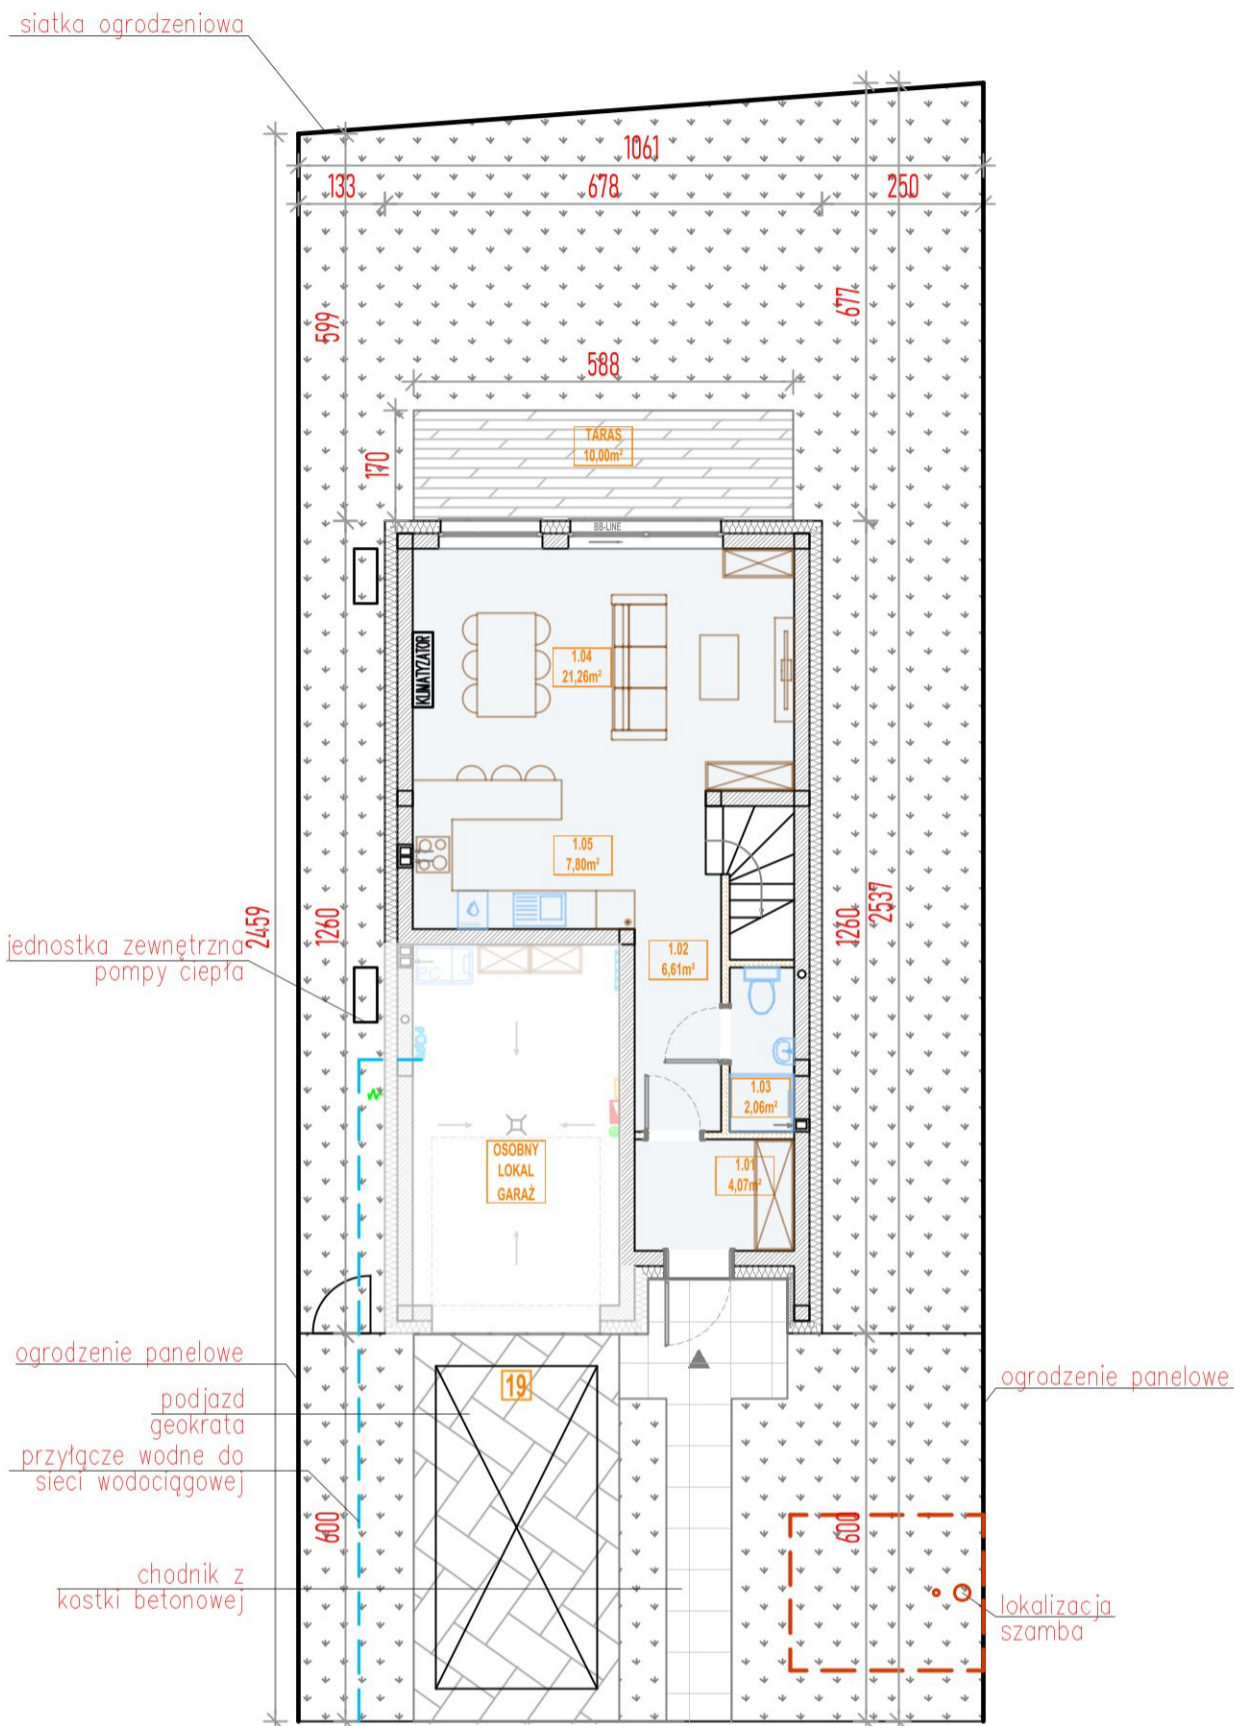 siatka ogrodzeniowa
1061
133
678
250
599
677
588
170
TARAS
10,00m²
BB-LINE
KLIMATYZATOR
1.04
21,26m²
1.05
7,80m²
2459
1260
1260
2537
jednostka zewnętrzna
pompy ciepła
1.02
6,61m²
PC
1.03
2,06m²
OSOBNY
LOKAL
GARAŻ
1.01
4,07m²
ogrodzenie panelowe
19
ogrodzenie panelowe
podjazd
geokrata
przyłącze wodne do
sieci wodociągowej
600
600
chodnik z
kostki betonowej
lokalizacja
szamba